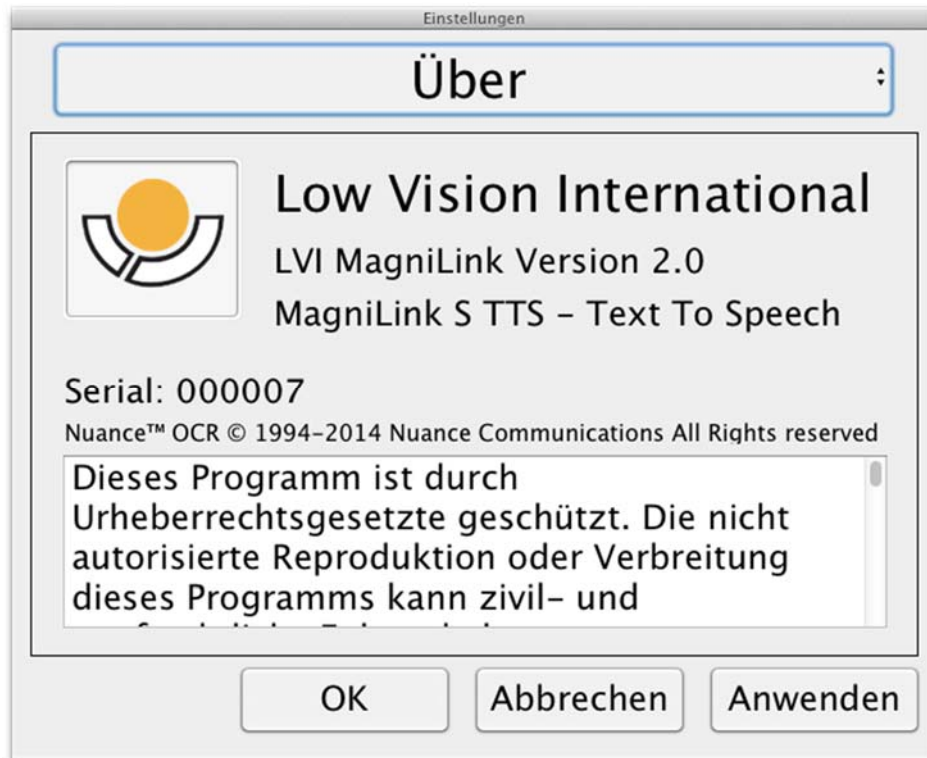 Einstellungen
Über
Low Vision International
LVI MagniLink Version 2.0
MagniLink S TTS – Text To Speech
Serial: 000007
Nuance™ OCR © 1994–2014 Nuance Communications All Rights reserved
Dieses Programm ist durch
Urheberrechtsgesetzte geschützt. Die nicht
autorisierte Reproduktion oder Verbreitung
dieses Programms kann zivil– und
OK
Abbrechen
Anwenden